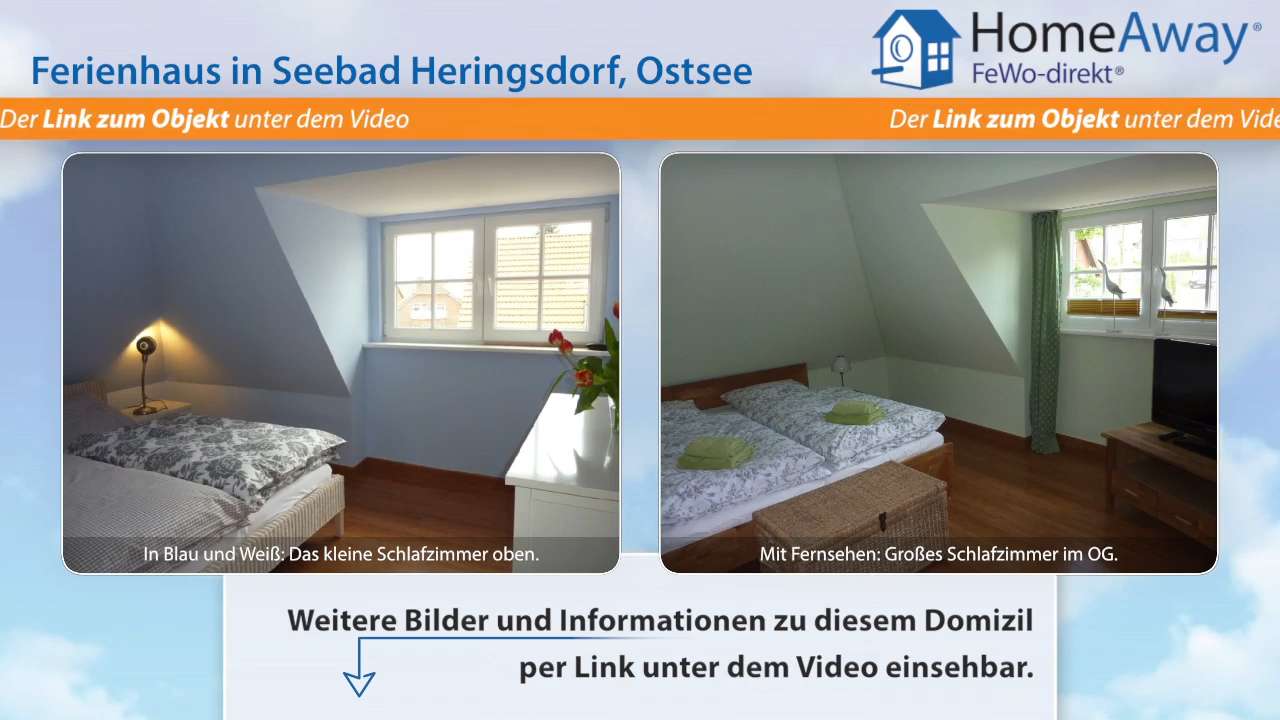 HomeAway®
FeWo-direkt®
Ferienhaus in Seebad Heringsdorf, Ostsee
Der Link zum Objekt unter dem Video
Der Link zum Objekt unter dem Vide
In Blau und Weiß: Das kleine Schlafzimmer oben.
Mit Fernsehen: Großes Schlafzimmer im OG.
Weitere Bilder und Informationen zu diesem Domizil
per Link unter dem Video einsehbar.